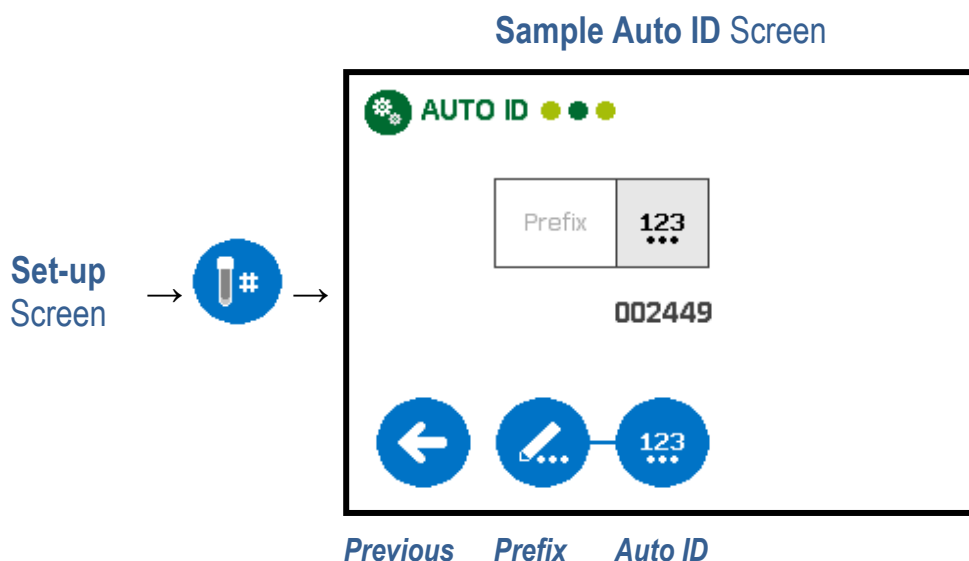 Sample Auto ID Screen
AUTO ID
Prefix 123
Set-up
Screen
→ # →
002449
123
Previous Prefix Auto ID